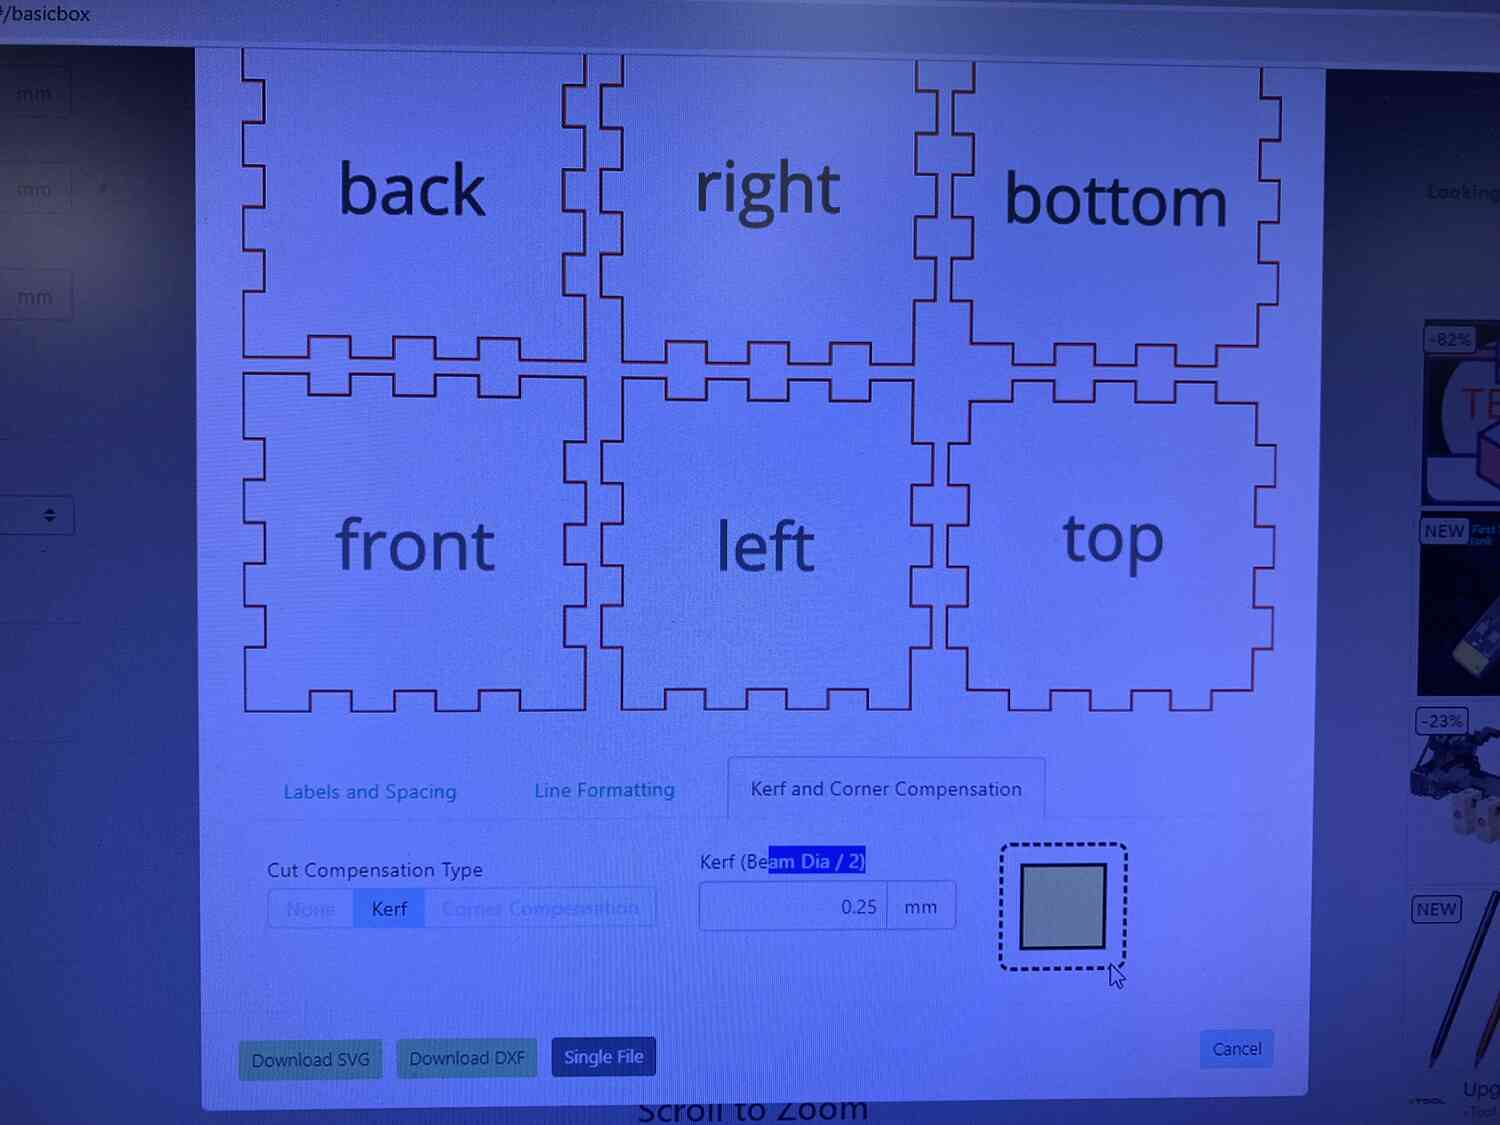 #/basicbox
mm
mm
mm
back
right
bottom
front
left
top
Looking
-82%
NEW
-23%
NEW
Labels and Spacing
Line Formatting
Kerf and Corner Compensation
Cut Compensation Type
None
Kerf
Corner Compensation
Kerf (Beam Dia / 2)
0.25
mm
Download SVG
Download DXF
Single File
Cancel
Scroll to Zoom
Upg